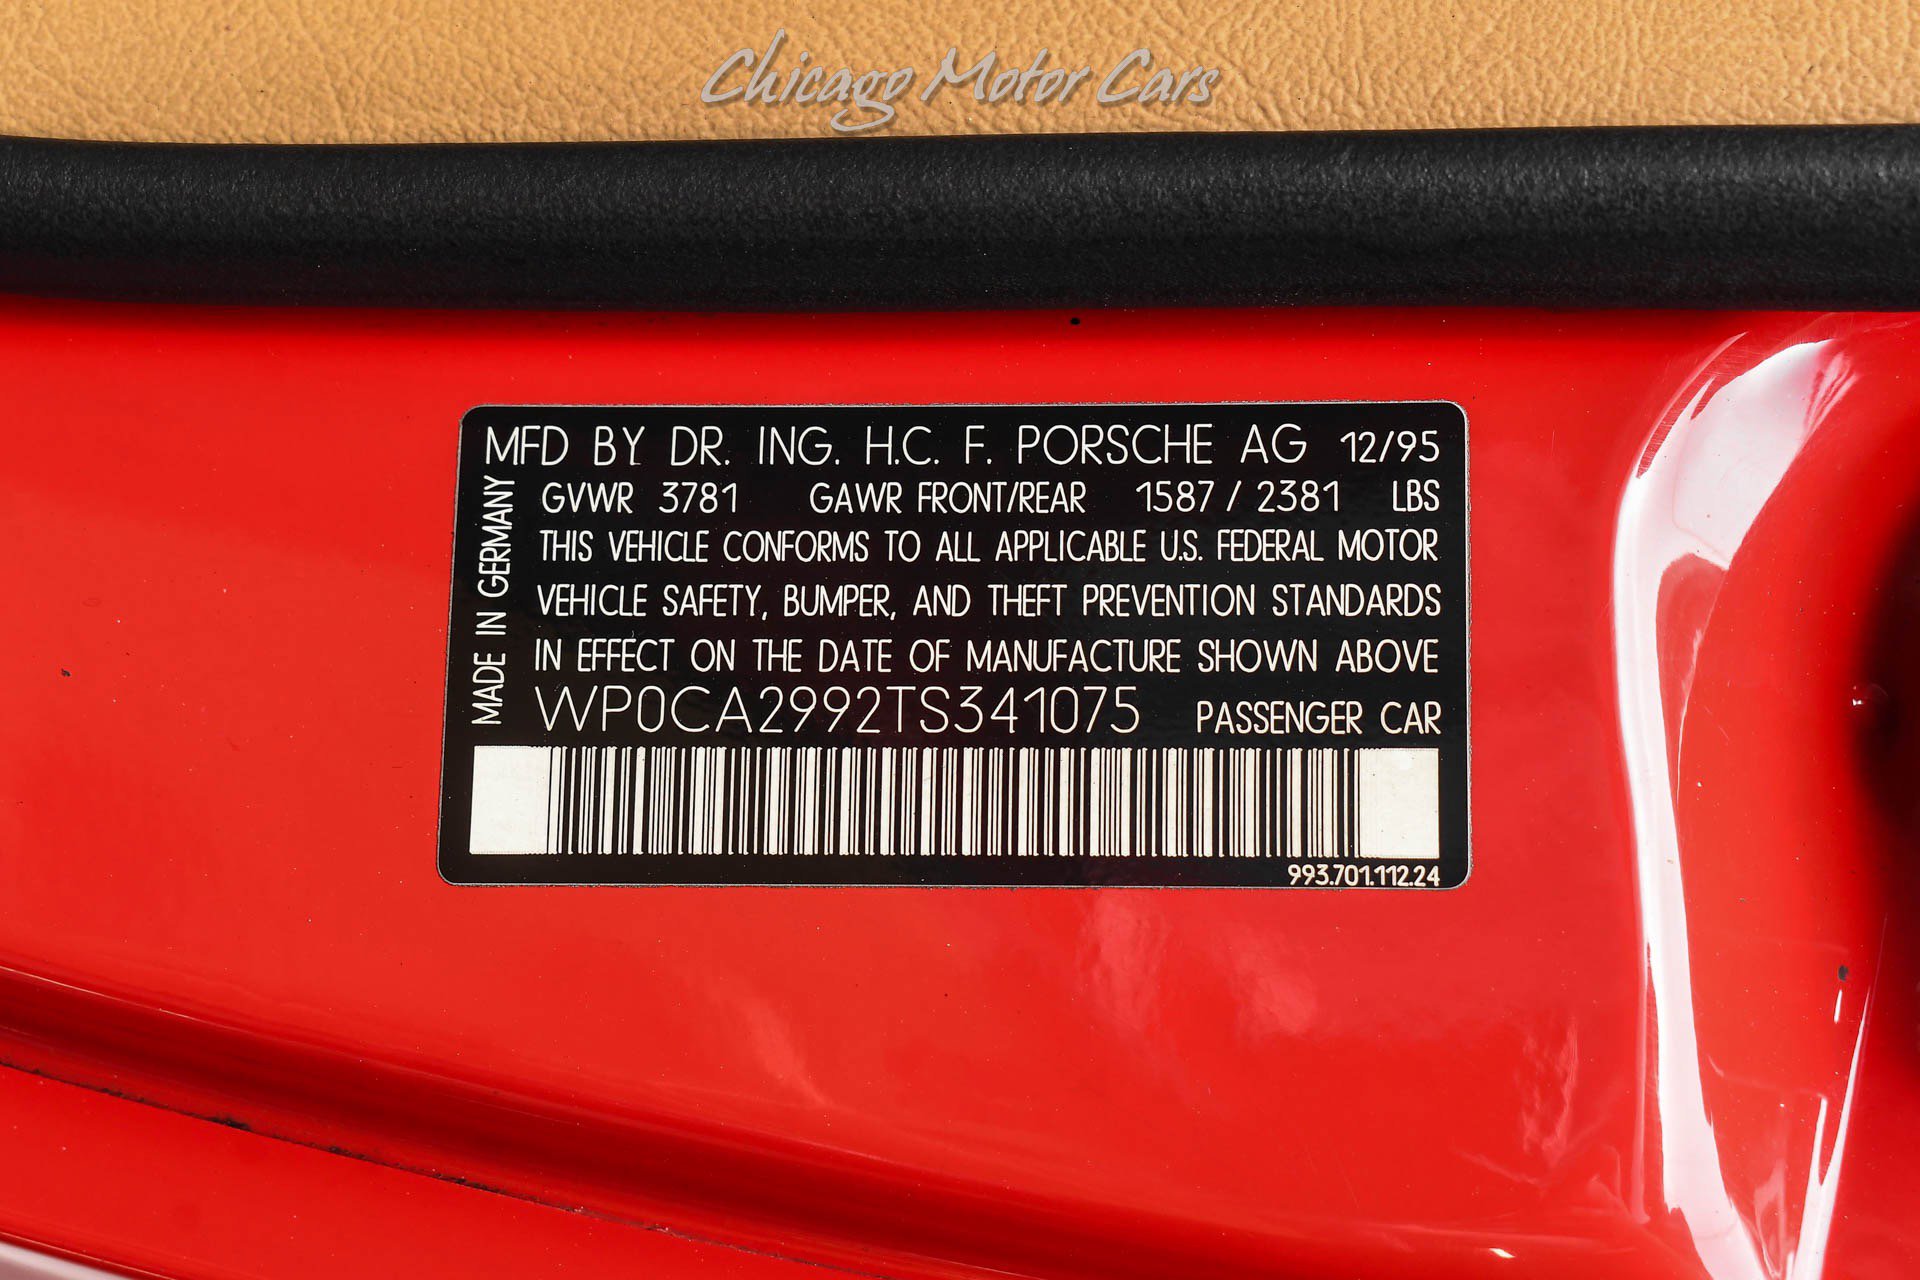 Chicago Motor Cars
MFD BY DR. ING. H.C. F. PORSCHE AG 12/95
GVWR 3781 GAWR FRONT/REAR 1587 / 2381 LBS
THIS VEHICLE CONFORMS TO ALL APPLICABLE U.S. FEDERAL MOTOR
VEHICLE SAFETY, BUMPER, AND THEFT PREVENTION STANDARDS
IN EFFECT ON THE DATE OF MANUFACTURE SHOWN ABOVE
WP0CA2992TS341075 PASSENGER CAR
993.701.112.24
MADE IN GERMANY